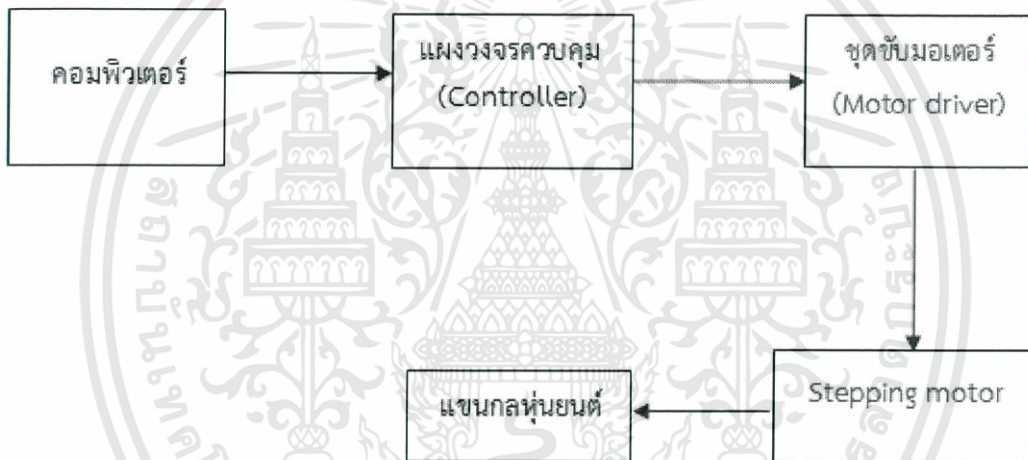 คอมพิวเตอร์
แผงวงจรควบคุม
(Controller)
ชุดขับมอเตอร์
(Motor driver)
Stepping motor
แขนกลหุ่นยนต์